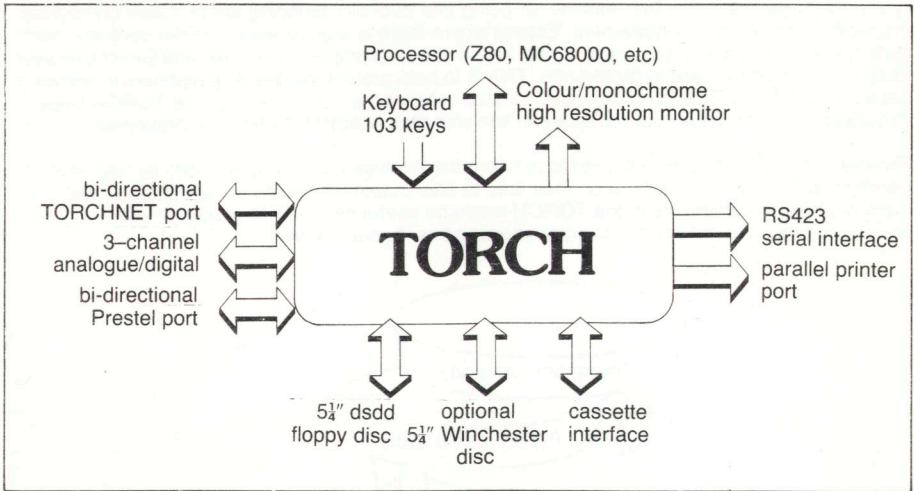 Processor (Z80, MC68000, etc)
Keyboard
103 keys
Colour/monochrome
high resolution monitor
bi-directional
TORCHNET port
3–channel
analogue/digital
bi-directional
Prestel port
TORCH
RS423
serial interface
parallel printer
port
5¼" dsdd
floppy disc
optional
5¼" Winchester
disc
cassette
interface